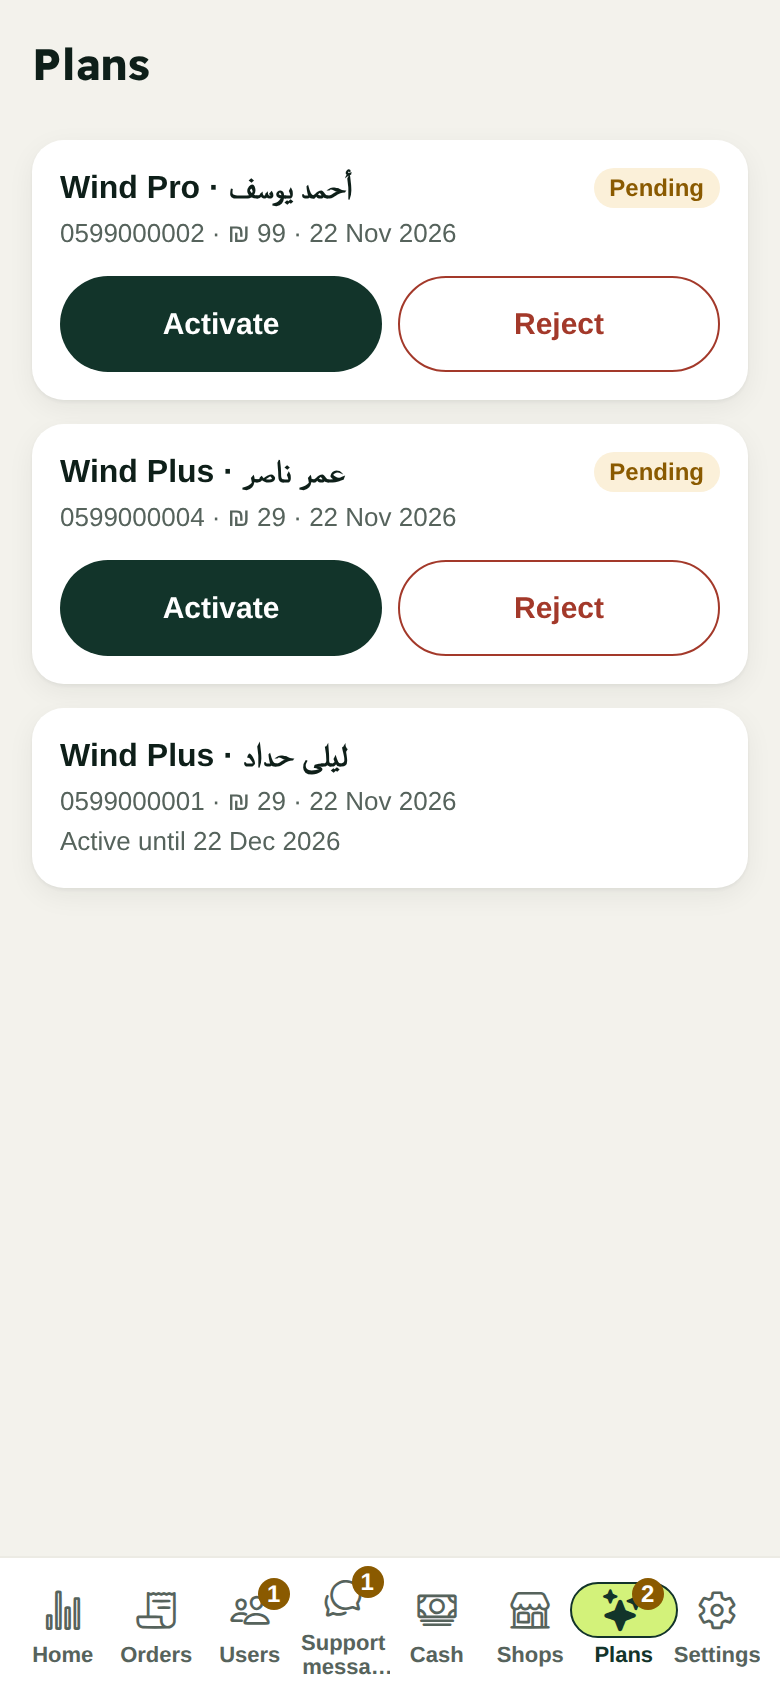 Plans
Wind Pro · أحمد يوسف
Pending
0599000002 · ₪ 99 · 22 Nov 2026
Activate
Reject
Wind Plus · عمر ناصر
Pending
0599000004 · ₪ 29 · 22 Nov 2026
Activate
Reject
Wind Plus · ليلى حداد
0599000001 · ₪ 29 · 22 Nov 2026
Active until 22 Dec 2026
1
1
2
Home
Orders
Users
Support
messa…
Cash
Shops
Plans
Settings